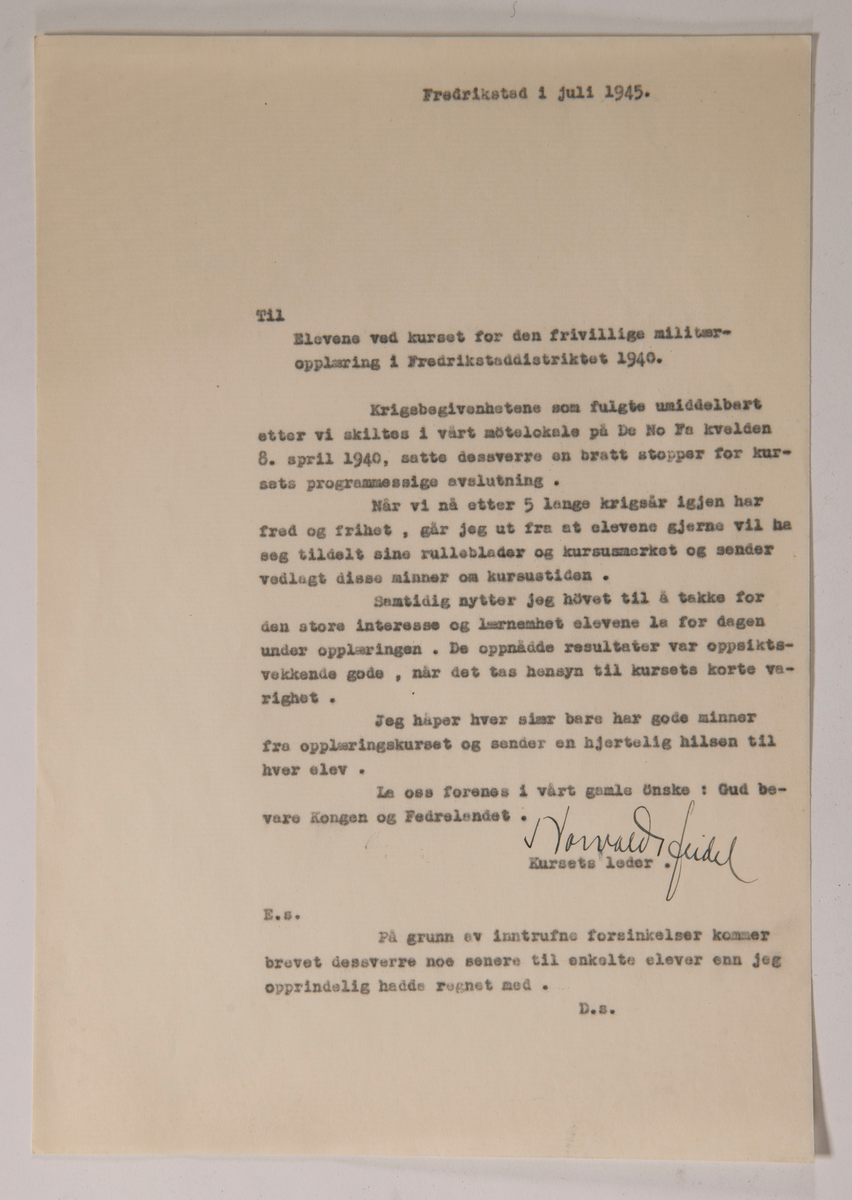 Fredrikstad i juli 1945.
Til
Elevene ved kurset for den frivillige militær-
opplæring i Fredrikstaddistriktet 1940.
Krigsbegivenhetene som fulgte umiddelbart
etter vi skiltes i vårt mötelokale på De No Fa kvelden
8. april 1940, satte dessverre en bratt stopper for kur-
sets programmessige avslutning .
Når vi nå etter 5 lange krigsår igjen har
fred og frihet , går jeg ut fra at elevene gjerne vil ha
seg tildelt sine rulleblader og kursusmerket og sender
vedlagt disse minner om kursustiden .
Samtidig nytter jeg hövet til å takke for
den store interesse og lærnemhet elevene la for dagen
under opplæringen . De oppnådde resultater var oppsikts-
vekkende gode , når det tas hensyn til kursets korte va-
righet .
Jeg håper hver siær bare har gode minner
fra opplæringskurset og sender en hjertelig hilsen til
hver elev .
La oss forenes i vårt gamle önske : Gud be-
vare Kongen og Fedrelandet .
Norvald Heidel
Kursets leder .
E.s.
På grunn av inntrufne forsinkelser kommer
brevet dessverre noe senere til enkelte elever enn jeg
opprindelig hadde regnet med .
D.s.